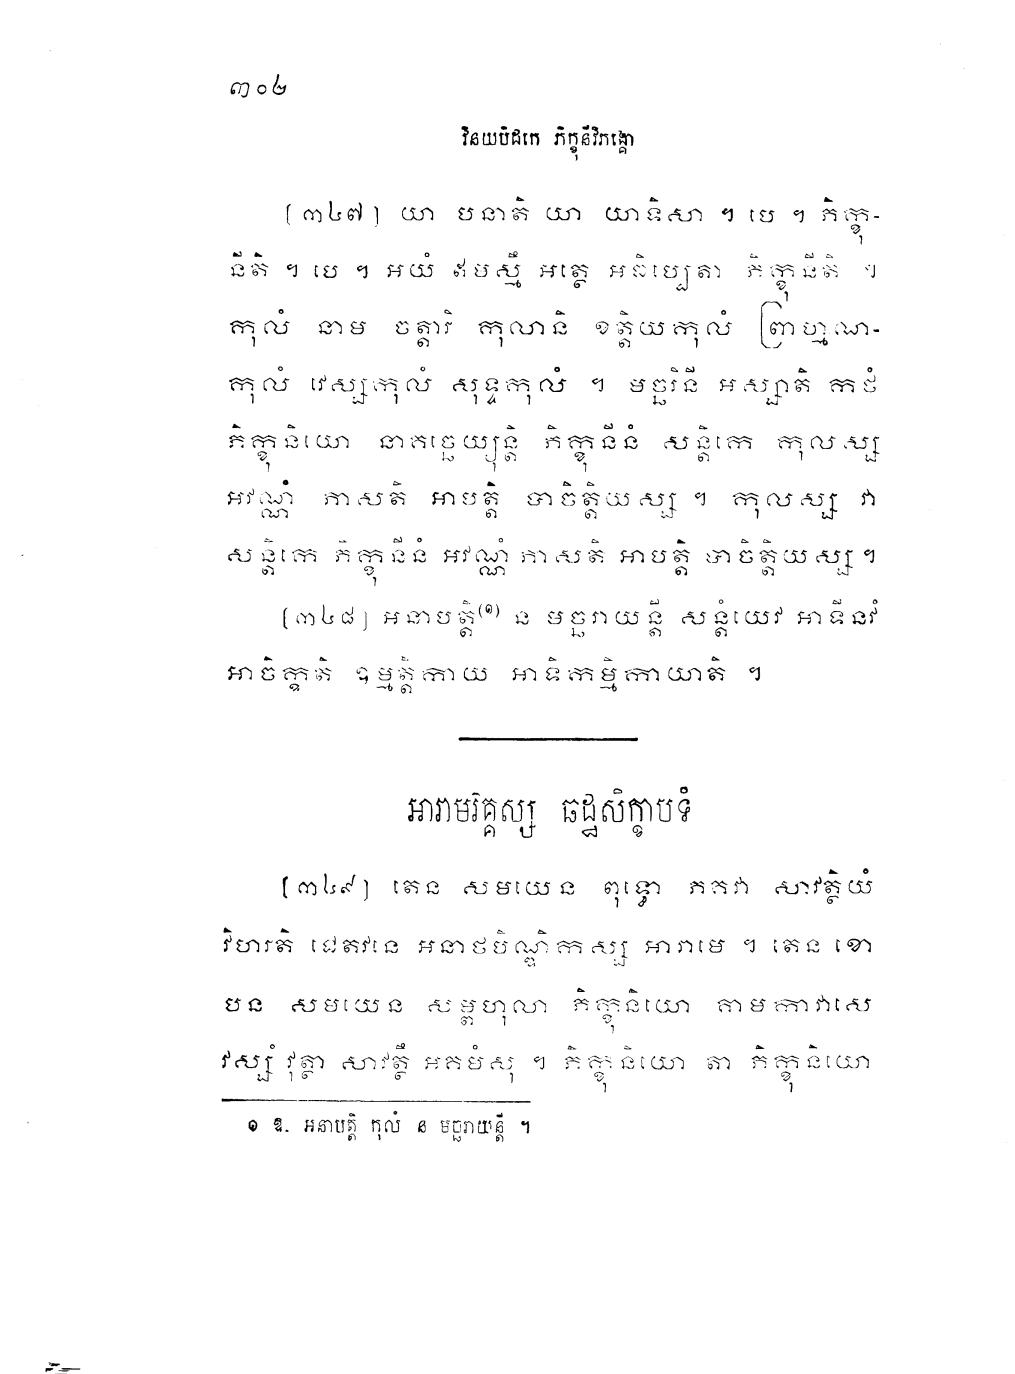 ៣០៤
វិនយបិដកេ ភិក្ខុនីវិភង្គោ
[៣៤៧] យា បនាតិ យា យាទិសា ។ បេ ។ ភិក្ខុ-
នីតិ ។ បេ ។ អយំ ឥមស្មឹ អត្ថេ អធិប្បេតា ភិក្ខុនីតិ ។
កុលំ នាម ចត្តារិ កុលានិ ខត្តិយកុលំ ព្រាហ្មណ-
កុលំ វេស្សកុលំ សុទ្ទកុលំ ។ មច្ឆរិនី អស្សាតិ កថំ
ភិក្ខុនិយោ នាគច្ឆេយ្យុន្តិ ភិក្ខុនីនំ សន្តិកេ កុលស្ស
អវណ្ណំ ភាសតិ អាបត្តិ បាចិត្តិយស្ស ។ កុលស្ស វា
សន្តិកេ ភិក្ខុនីនំ អវណ្ណំ ភាសតិ អាបត្តិ បាចិត្តិយស្ស ។
[៣៤៨] អនាបត្តិ(១) ន មច្ឆរាយន្តី សន្តំយេវ អាទីនវំ
អាចិក្ខតិ ឧម្មត្តិកាយ អាទិកម្មិកាយាតិ ។
អារាមវគ្គស្ស ឆដ្ឋសិក្ខាបទំ
[៣៤៩] តេន សមយេន ពុទ្ធោ ភគវា សាវត្ថិយំ
វិហរតិ ជេតវនេ អនាថបិណ្ឌិកស្ស អារាមេ ។ តេន ខោ
បន សមយេន សម្ពហុលា ភិក្ខុនិយោ គាមកាវាសេ
វស្សំ វុត្ថា សាវត្ថឹ អគមំសុ ។ ភិក្ខុនិយោ តា ភិក្ខុនិយោ
១ ឱ. អនាបត្តិ កុលំ ន មច្ឆរាយន្តី ។